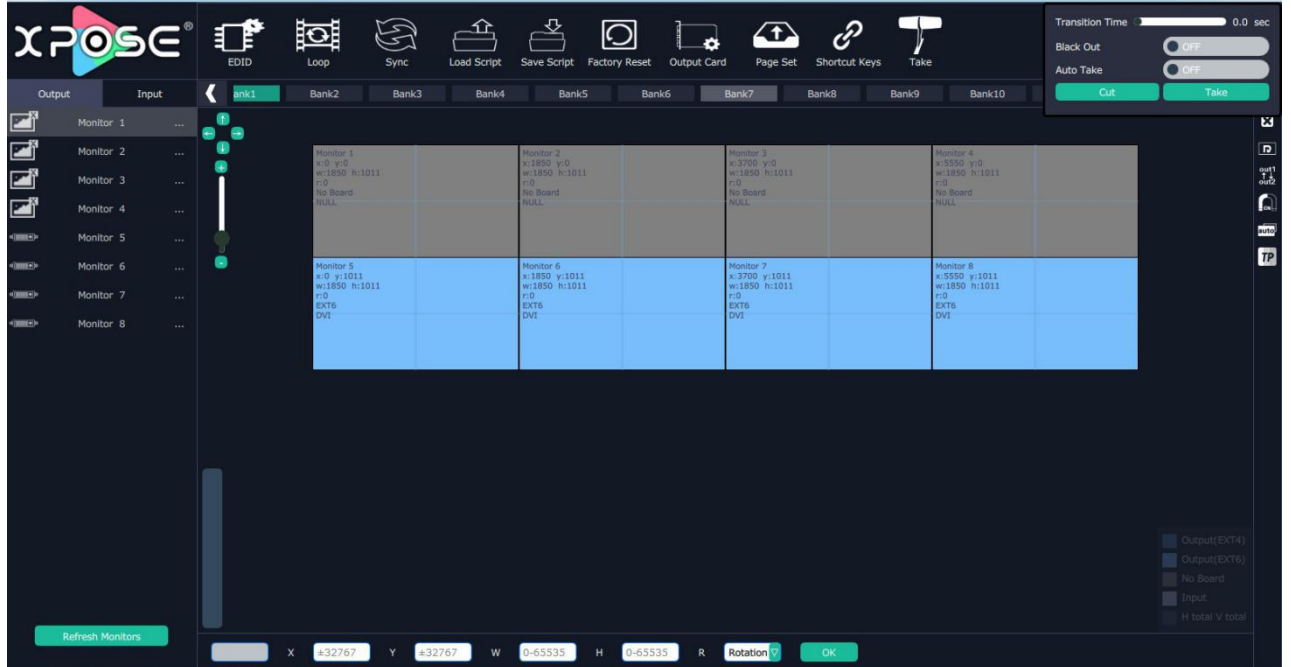 XPOSE®
EDID
Loop
Sync
Load Script
Save Script
Factory Reset
Output Card
Page Set
Shortcut Keys
Take
Transition Time 0.0 sec
Black Out OFF
Auto Take OFF
Cut Take
Output Input
ank1 Bank2 Bank3 Bank4 Bank5 Bank6 Bank7 Bank8 Bank9 Bank10
Monitor 1 ...
Monitor 2 ...
Monitor 3 ...
Monitor 4 ...
Monitor 5 ...
Monitor 6 ...
Monitor 7 ...
Monitor 8 ...
Refresh Monitors
Monitor 1
x:0 y:0
w:1850 h:1011
r:0
No Board
NULL
Monitor 2
x:1850 y:0
w:1850 h:1011
r:0
No Board
NULL
Monitor 3
x:3700 y:0
w:1850 h:1011
r:0
No Board
NULL
Monitor 4
x:5550 y:0
w:1850 h:1011
r:0
No Board
NULL
Monitor 5
x:0 y:1011
w:1850 h:1011
r:0
EXT6
DVI
Monitor 6
x:1850 y:1011
w:1850 h:1011
r:0
EXT6
DVI
Monitor 7
x:3700 y:1011
w:1850 h:1011
r:0
EXT6
DVI
Monitor 8
x:5550 y:1011
w:1850 h:1011
r:0
EXT6
DVI
out1
out2
auto
TP
Output(EXT4)
Output(EXT6)
No Board
Input
H total V total
X ±32767 Y ±32767 W 0-65535 H 0-65535 R Rotation OK